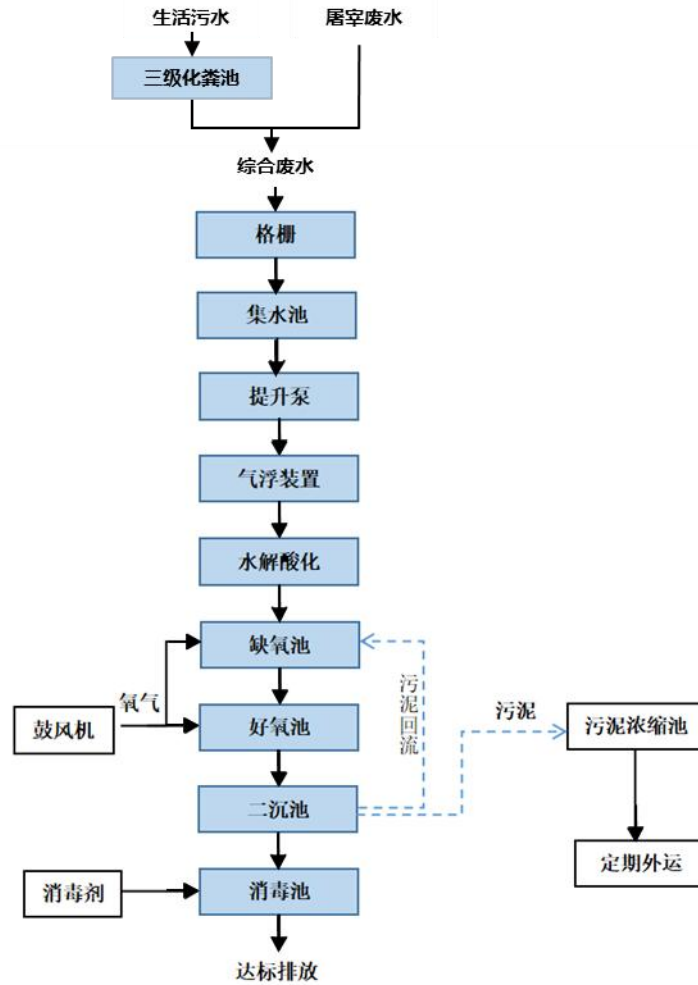 生活污水
屠宰废水
三级化粪池
综合废水
格栅
集水池
提升泵
气浮装置
水解酸化
缺氧池
氧气
鼓风机
好氧池
污泥回流
污泥
污泥浓缩池
二沉池
定期外运
消毒剂
消毒池
达标排放